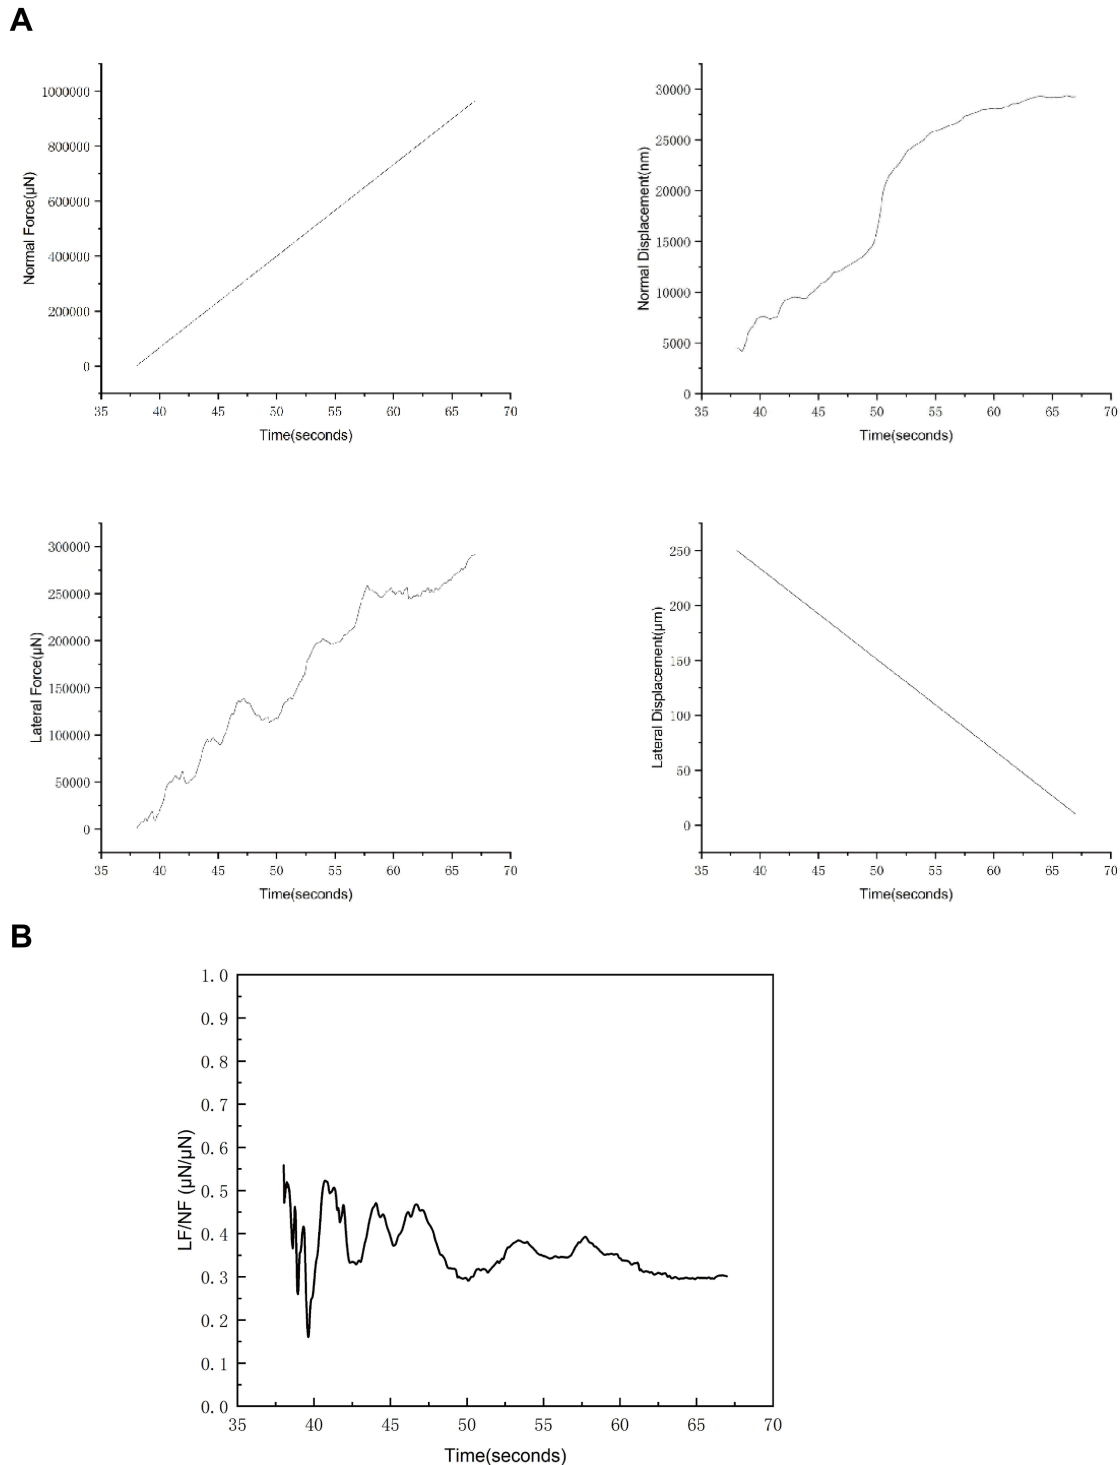 A
Normal Force(μN)
1000000
800000
600000
400000
200000
0
35 40 45 50 55 60 65 70
Time(seconds)
Normal Displacement(nm)
30000
25000
20000
15000
10000
5000
0
35 40 45 50 55 60 65 70
Time(seconds)
Lateral Force(μN)
300000
250000
200000
150000
100000
50000
0
35 40 45 50 55 60 65 70
Time(seconds)
Lateral Displacement(μm)
250
200
150
100
50
0
35 40 45 50 55 60 65 70
Time(seconds)
B
LF/NF (μN/μN)
1.0
0.9
0.8
0.7
0.6
0.5
0.4
0.3
0.2
0.1
0.0
35 40 45 50 55 60 65 70
Time(seconds)